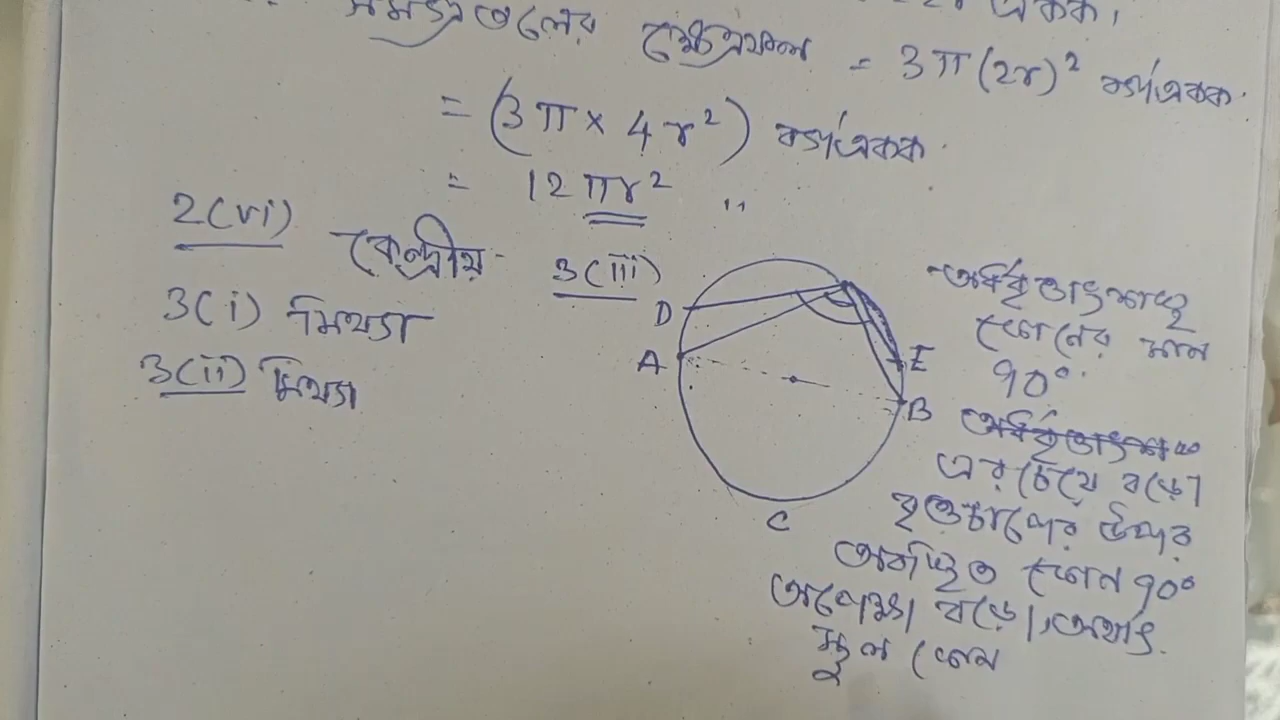 সমগ্রতলের ক্ষেত্রফল = 3π(2r)² বর্গএকক.
= (3π × 4r²) বর্গএকক.
= 12πr² ,,
2(vi) কেন্দ্রীয়
3(i) মিথ্যা
3(ii) মিথ্যা
3(iii)
D
A
E
B
C
অর্ধবৃত্তাংশস্থ
কোনের মান
90°.
এর চেয়ে বড়ো
বৃত্তচাপের উপর
অবস্থিত কোন 90°
অপেক্ষা বড়ো, অর্থাৎ
স্থূল কোন